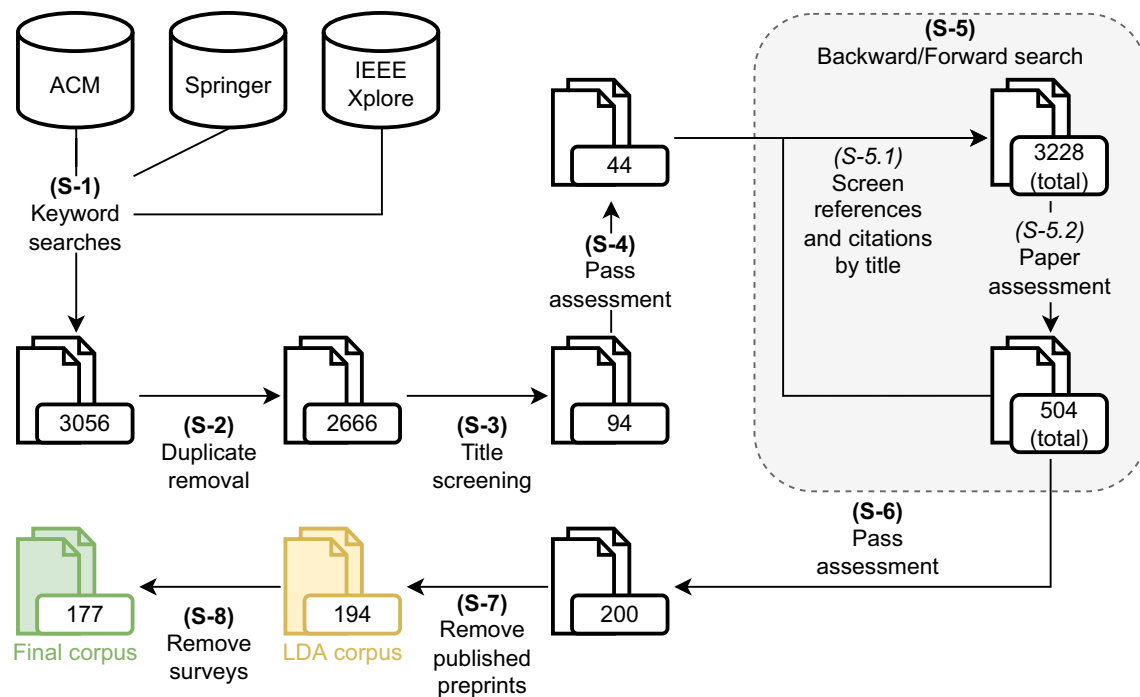 ACM
Springer
IEEE
Xplore
(S-1)
Keyword
searches
3056
(S-2)
Duplicate
removal
2666
(S-3)
Title
screening
94
(S-4)
Pass
assessment
44
(S-5)
Backward/Forward search
(S-5.1)
Screen
references
and citations
by title
3228
(total)
(S-5.2)
Paper
assessment
504
(total)
(S-6)
Pass
assessment
200
(S-7)
Remove
published
preprints
194
LDA corpus
(S-8)
Remove
surveys
177
Final corpus